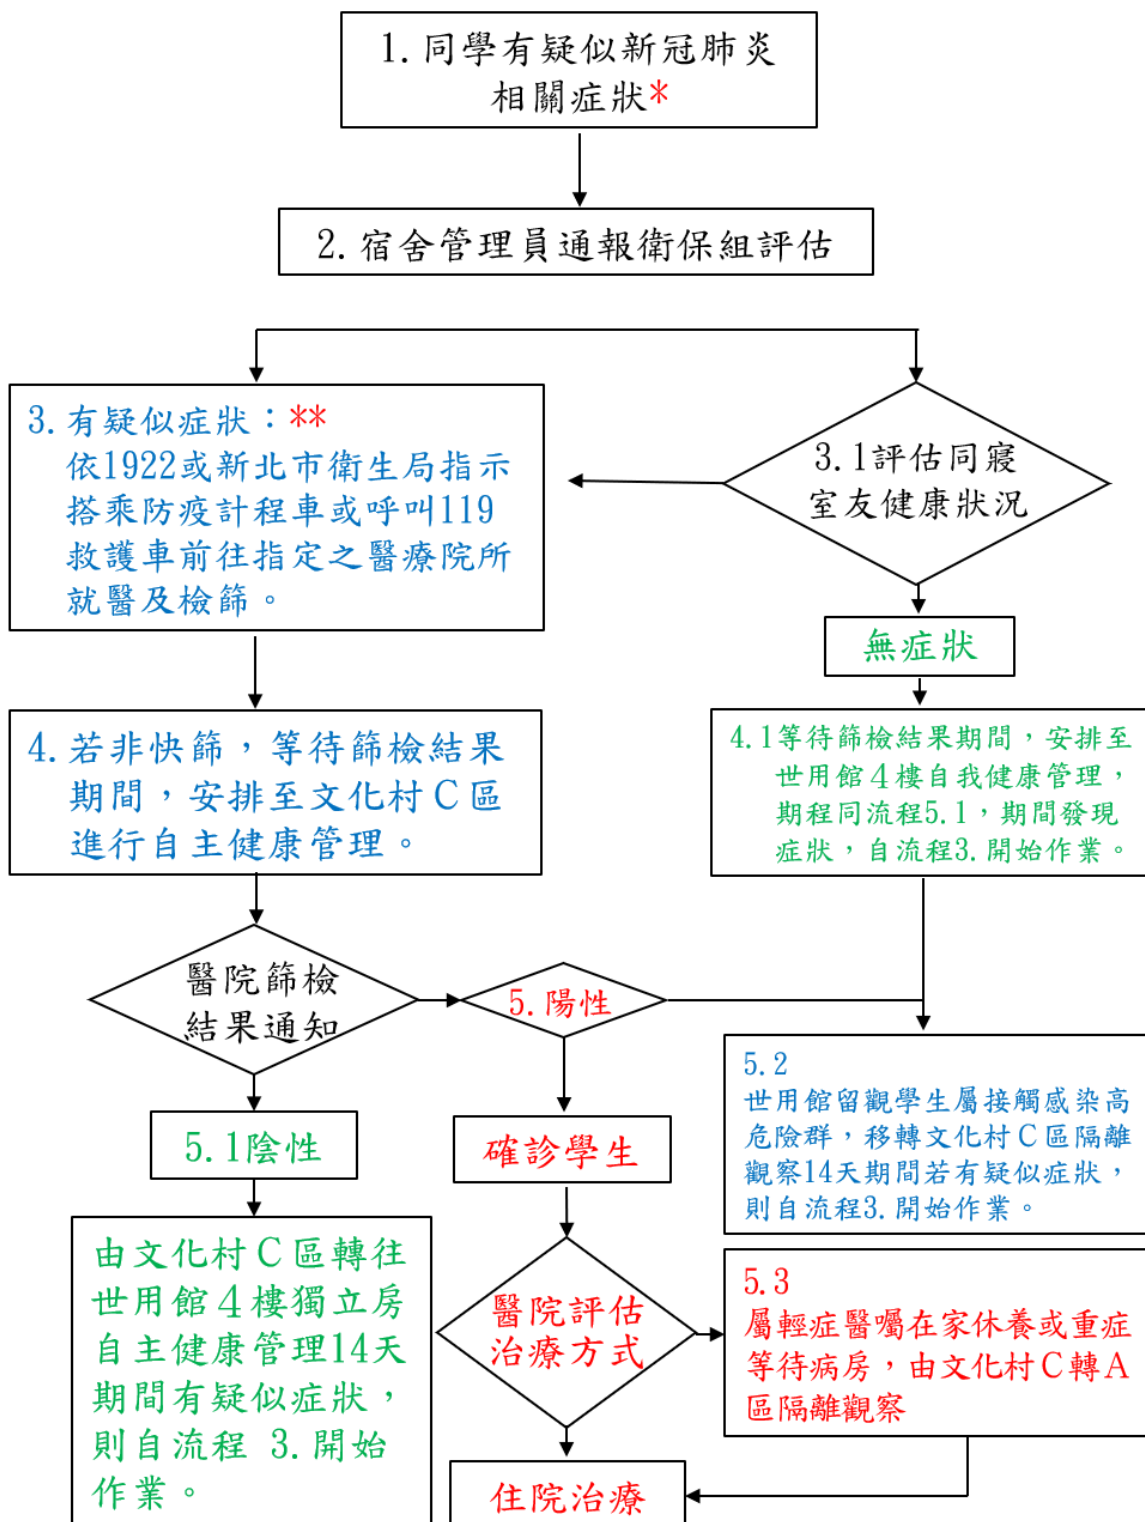 1.同學有疑似新冠肺炎
相關症狀*
2.宿舍管理員通報衛保組評估
3.有疑似症狀：**
依1922或新北市衛生局指示
搭乘防疫計程車或呼叫119
救護車前往指定之醫療院所
就醫及檢篩。
3.1評估同寢
室友健康狀況
無症狀
4.若非快篩，等待篩檢結果
期間，安排至文化村C區
進行自主健康管理。
4.1等待篩檢結果期間，安排至
世用館4樓自我健康管理，
期程同流程5.1，期間發現
症狀，自流程3.開始作業。
醫院篩檢
結果通知
5.陽性
5.1陰性
確診學生
5.2
世用館留觀學生屬接觸感染高
危險群，移轉文化村C區隔離
觀察14天期間若有疑似症狀，
則自流程3.開始作業。
由文化村C區轉往
世用館4樓獨立房
自主健康管理14天
期間有疑似症狀，
則自流程 3.開始
作業。
醫院評估
治療方式
5.3
屬輕症醫囑在家休養或重症
等待病房，由文化村C轉A
區隔離觀察
住院治療